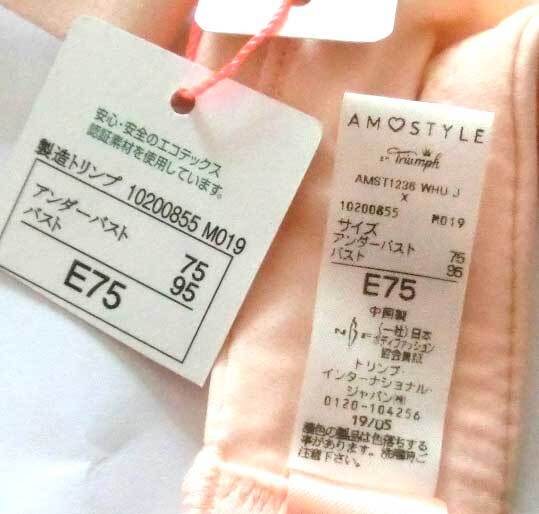 安心・安全のエコテックス
認証素材を使用しています。
製造トリンプ 10200855 M019
アンダーバスト 75
バスト 95
E75
AMO♡STYLE
BY Triumph
AMST1236 WHU J
X
10200855 M019
サイズ
アンダーバスト 75
バスト 95
E75
中国製
(一社)日本
ボディファッション
協会員
トリンプ・
インターナショナル・
ジャパン㈱
0120-104256
19/05
着色の製品は色落ちする
事があります。洗濯時ご
注意下さい。